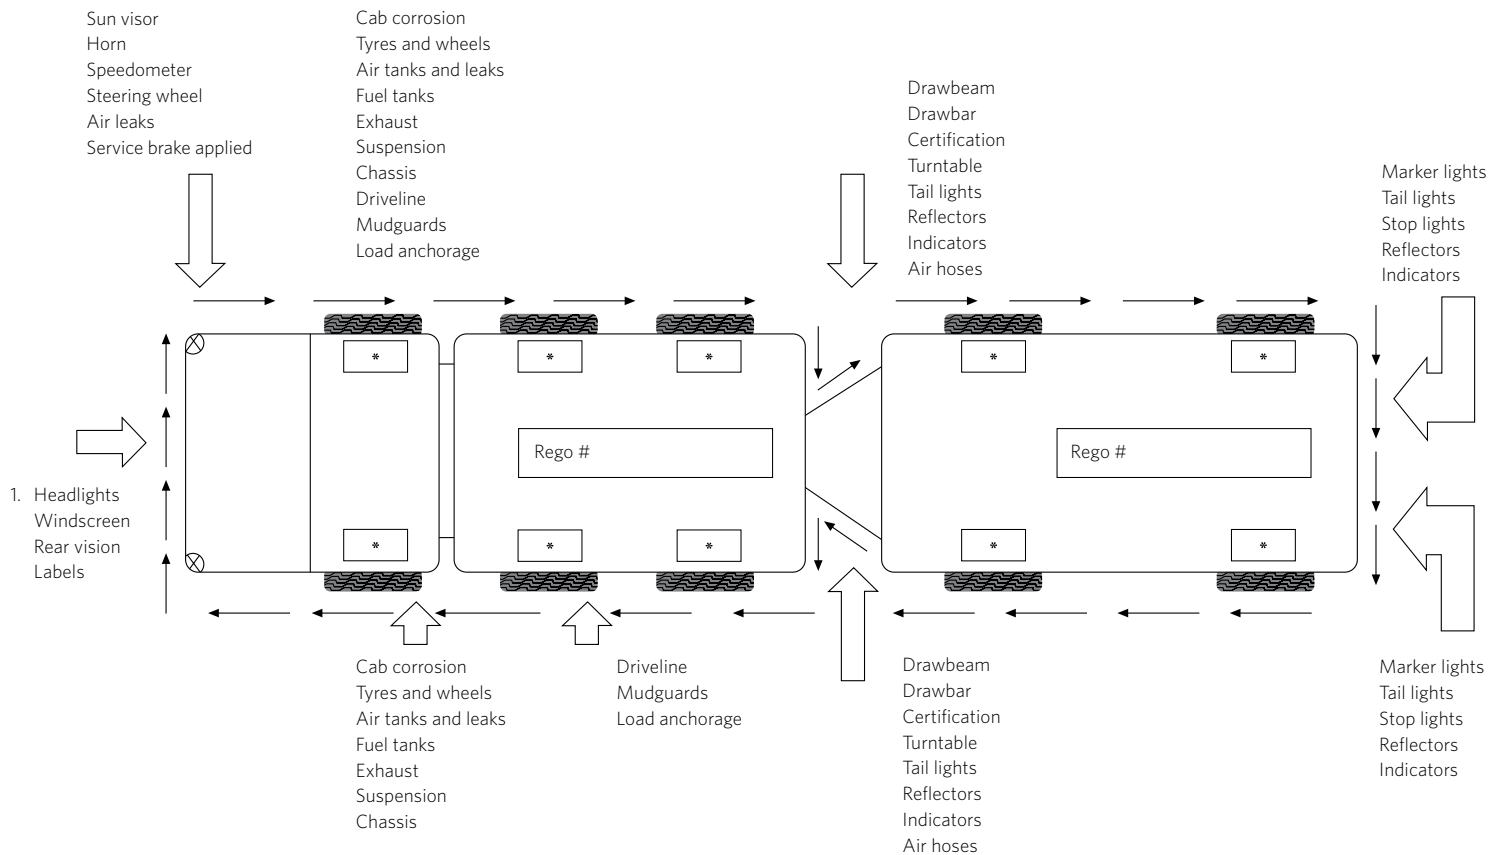 Sun visor
Horn
Speedometer
Steering wheel
Air leaks
Service brake applied
Cab corrosion
Tyres and wheels
Air tanks and leaks
Fuel tanks
Exhaust
Suspension
Chassis
Driveline
Mudguards
Load anchorage
Drawbeam
Drawbar
Certification
Turntable
Tail lights
Reflectors
Indicators
Air hoses
Marker lights
Tail lights
Stop lights
Reflectors
Indicators
* * * * *
Rego # Rego #
1. Headlights
Windscreen
Rear vision
Labels
* * * * *
Cab corrosion
Tyres and wheels
Air tanks and leaks
Fuel tanks
Exhaust
Suspension
Chassis
Driveline
Mudguards
Load anchorage
Drawbeam
Drawbar
Certification
Turntable
Tail lights
Reflectors
Indicators
Air hoses
Marker lights
Tail lights
Stop lights
Reflectors
Indicators